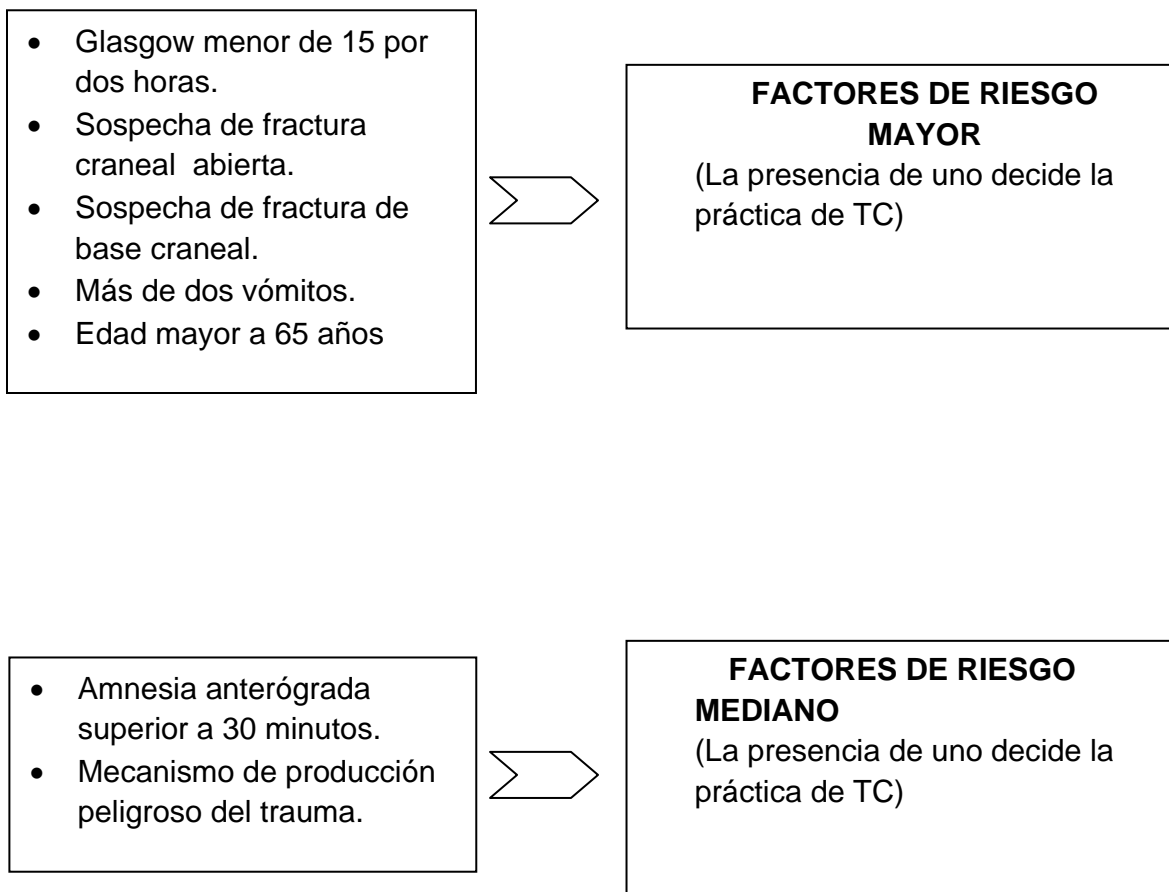 • Glasgow menor de 15 por
dos horas.
• Sospecha de fractura
craneal abierta.
• Sospecha de fractura de
base craneal.
• Más de dos vómitos.
• Edad mayor a 65 años
FACTORES DE RIESGO
MAYOR
(La presencia de uno decide la
práctica de TC)
• Amnesia anterógrada
superior a 30 minutos.
• Mecanismo de producción
peligroso del trauma.
FACTORES DE RIESGO
MEDIANO
(La presencia de uno decide la
práctica de TC)